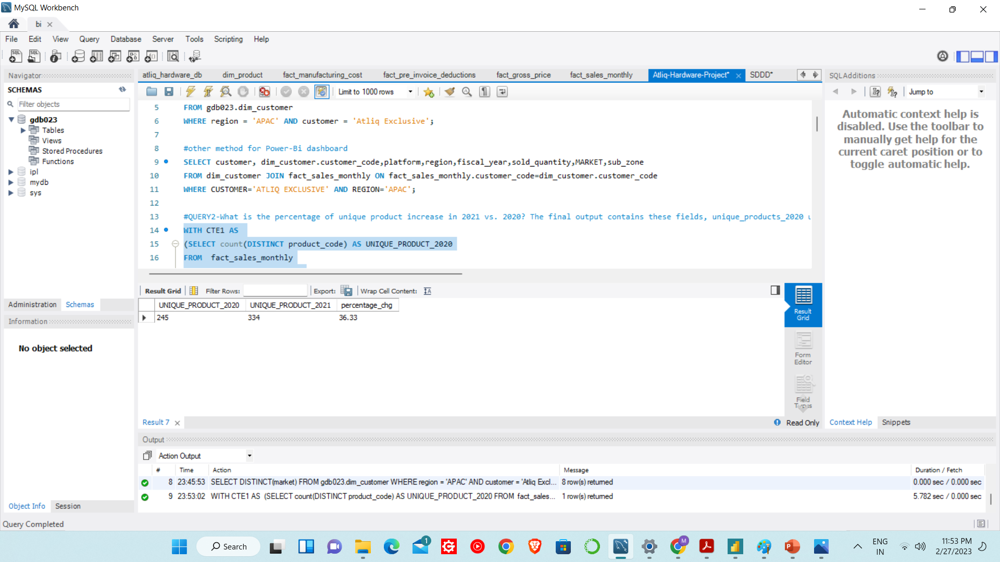 MySQL Workbench
bi
File Edit View Query Database Server Tools Scripting Help
Navigator
SCHEMAS
Filter objects
gdb023
Tables
Views
Stored Procedures
Functions
ipl
mydb
sys
Administration Schemas
Information
No object selected
Object Info Session
atliq_hardware_db dim_product fact_manufacturing_cost fact_pre_invoice_deductions fact_gross_price fact_sales_monthly Atliq-Hardware-Project* SDDD*
Limit to 1000 rows
5 FROM gdb023.dim_customer
6 WHERE region = 'APAC' AND customer = 'Atliq Exclusive';
7
8 #other method for Power-Bi dashboard
9 SELECT customer, dim_customer.customer_code,platform,region,fiscal_year,sold_quantity,MARKET,sub_zone
10 FROM dim_customer JOIN fact_sales_monthly ON fact_sales_monthly.customer_code=dim_customer.customer_code
11 WHERE CUSTOMER='ATLIQ EXCLUSIVE' AND REGION='APAC';
12
13 #QUERY2-What is the percentage of unique product increase in 2021 vs. 2020? The final output contains these fields, unique_products_2020 u
14 WITH CTE1 AS
15 (SELECT count(DISTINCT product_code) AS UNIQUE_PRODUCT_2020
16 FROM fact_sales_monthly
Result Grid Filter Rows: Export: Wrap Cell Content:
UNIQUE_PRODUCT_2020 UNIQUE_PRODUCT_2021 percentage_chg
245 334 36.33
Result
Grid
Form
Editor
Field
Types
Result 7
Read Only
SQLAdditions
Jump to
Automatic context help is
disabled. Use the toolbar to
manually get help for the
current caret position or to
toggle automatic help.
Context Help Snippets
Output
Action Output
# Time Action Message Duration / Fetch
8 23:45:53 SELECT DISTINCT(market) FROM gdb023.dim_customer WHERE region = 'APAC' AND customer = 'Atliq Excl... 8 row(s) returned 0.000 sec / 0.000 sec
9 23:53:02 WITH CTE1 AS (SELECT count(DISTINCT product_code) AS UNIQUE_PRODUCT_2020 FROM fact_sales... 1 row(s) returned 5.782 sec / 0.000 sec
Query Completed
Search
1
M
ENG
IN
11:53 PM
2/27/2023